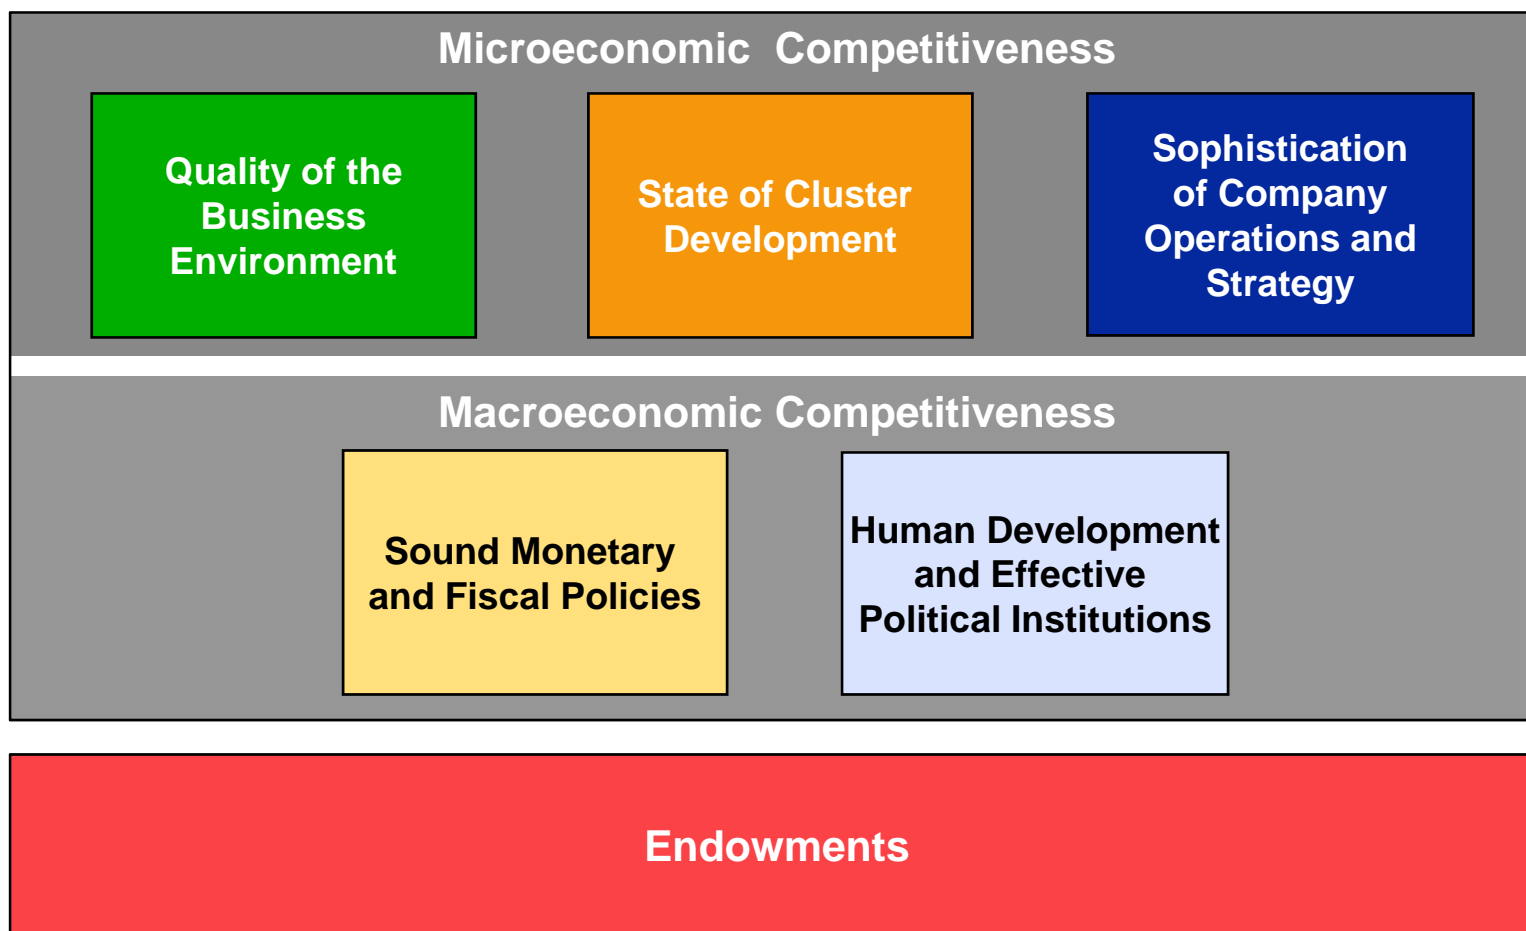 Microeconomic  Competitiveness
Quality of the
Business
Environment
State of Cluster
Development
Sophistication
of Company
Operations and
Strategy
Macroeconomic Competitiveness
Sound Monetary
and Fiscal Policies
Human Development
and Effective
Political Institutions
Endowments